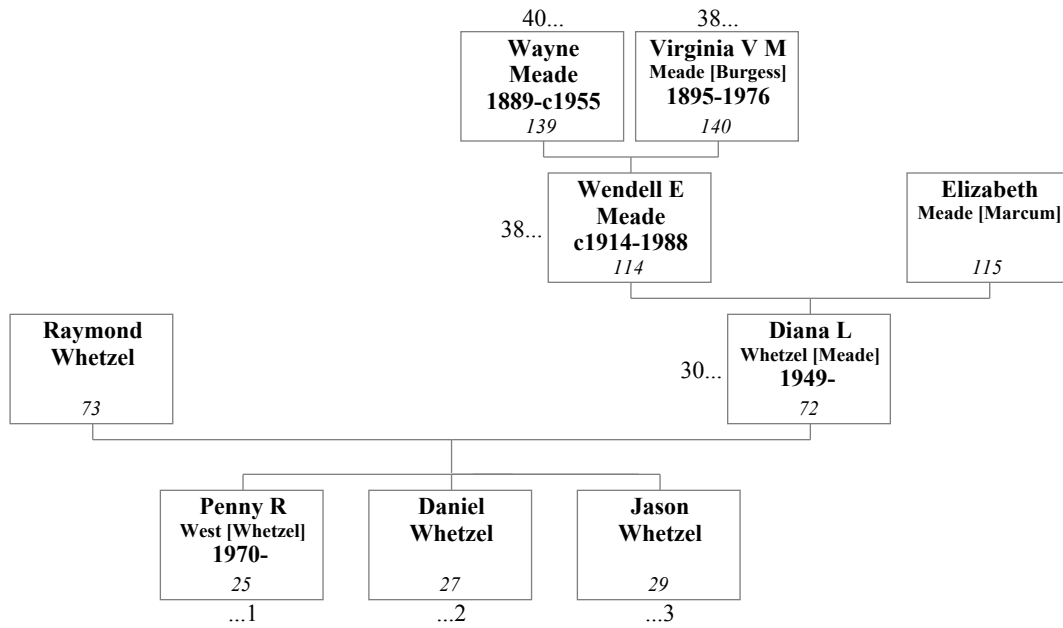 40...
38...
Wayne
Meade
1889-c1955
139
Virginia V M
Meade [Burgess]
1895-1976
140
38...
Wendell E
Meade
c1914-1988
114
Elizabeth
Meade [Marcum]
115
Raymond
Whetzel
73
30...
Diana L
Whetzel [Meade]
1949-
72
Penny R
West [Whetzel]
1970-
25
...1
Daniel
Whetzel
27
...2
Jason
Whetzel
29
...3